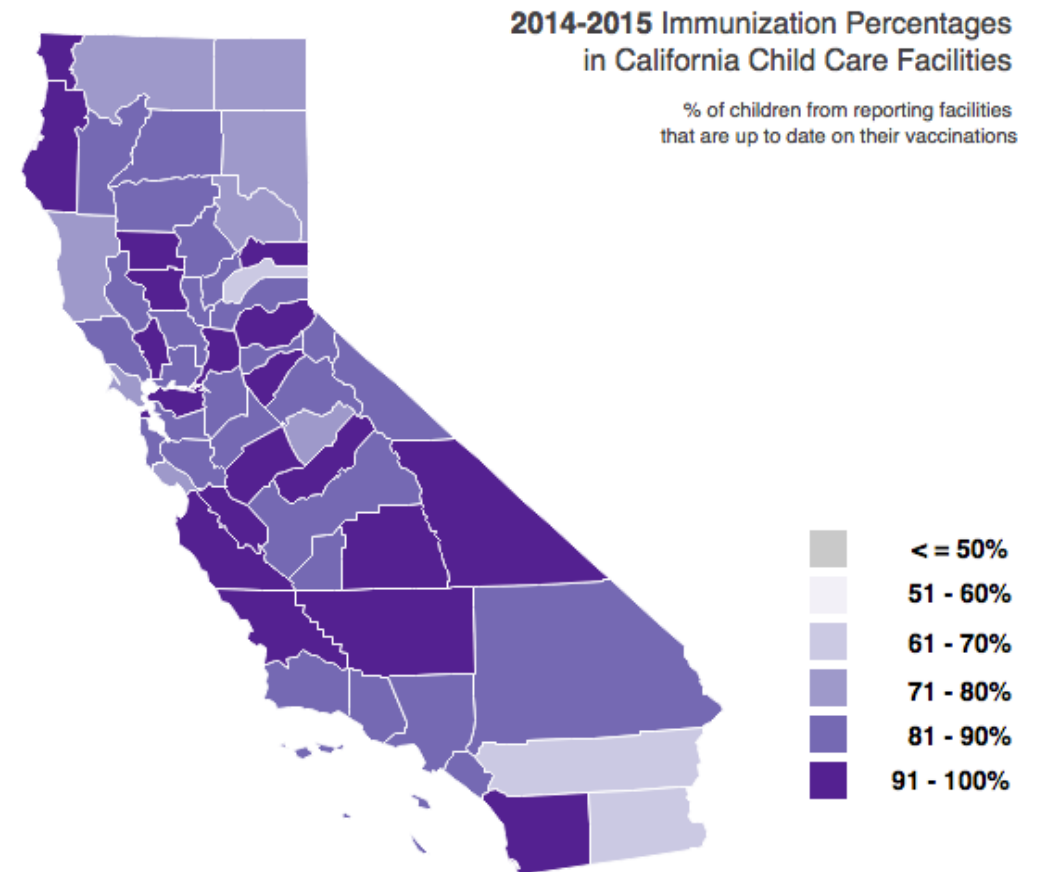 2014-2015 Immunization Percentages
in California Child Care Facilities
% of children from reporting facilities
that are up to date on their vaccinations
< = 50%
51 - 60%
61 - 70%
71 - 80%
81 - 90%
91 - 100%